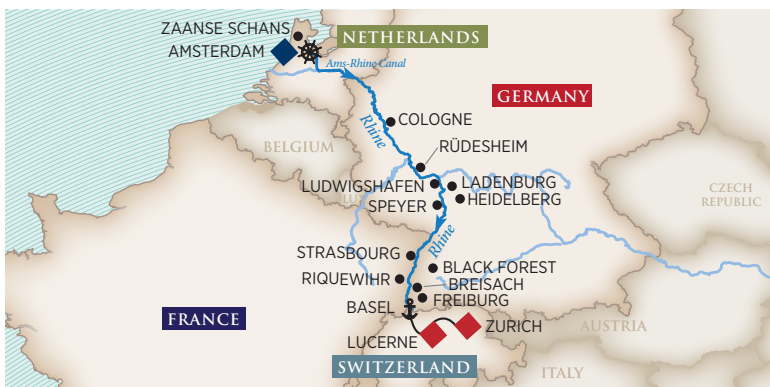 ZAANSE SCHANS
AMSTERDAM
NETHERLANDS
Ams-Rhine Canal
GERMANY
COLOGNE
Rhine
BELGIUM
RÜDESHEIM
LUDWIGSHAFEN
LADENBURG
HEIDELBERG
SPEYER
LUX
CZECH
REPUBLIC
Rhine
STRASBOURG
BLACK FOREST
RIQUEWIHR
BREISACH
FREIBURG
BASEL
FRANCE
ZURICH
LUCERNE
AUSTRIA
SWITZERLAND
ITALY